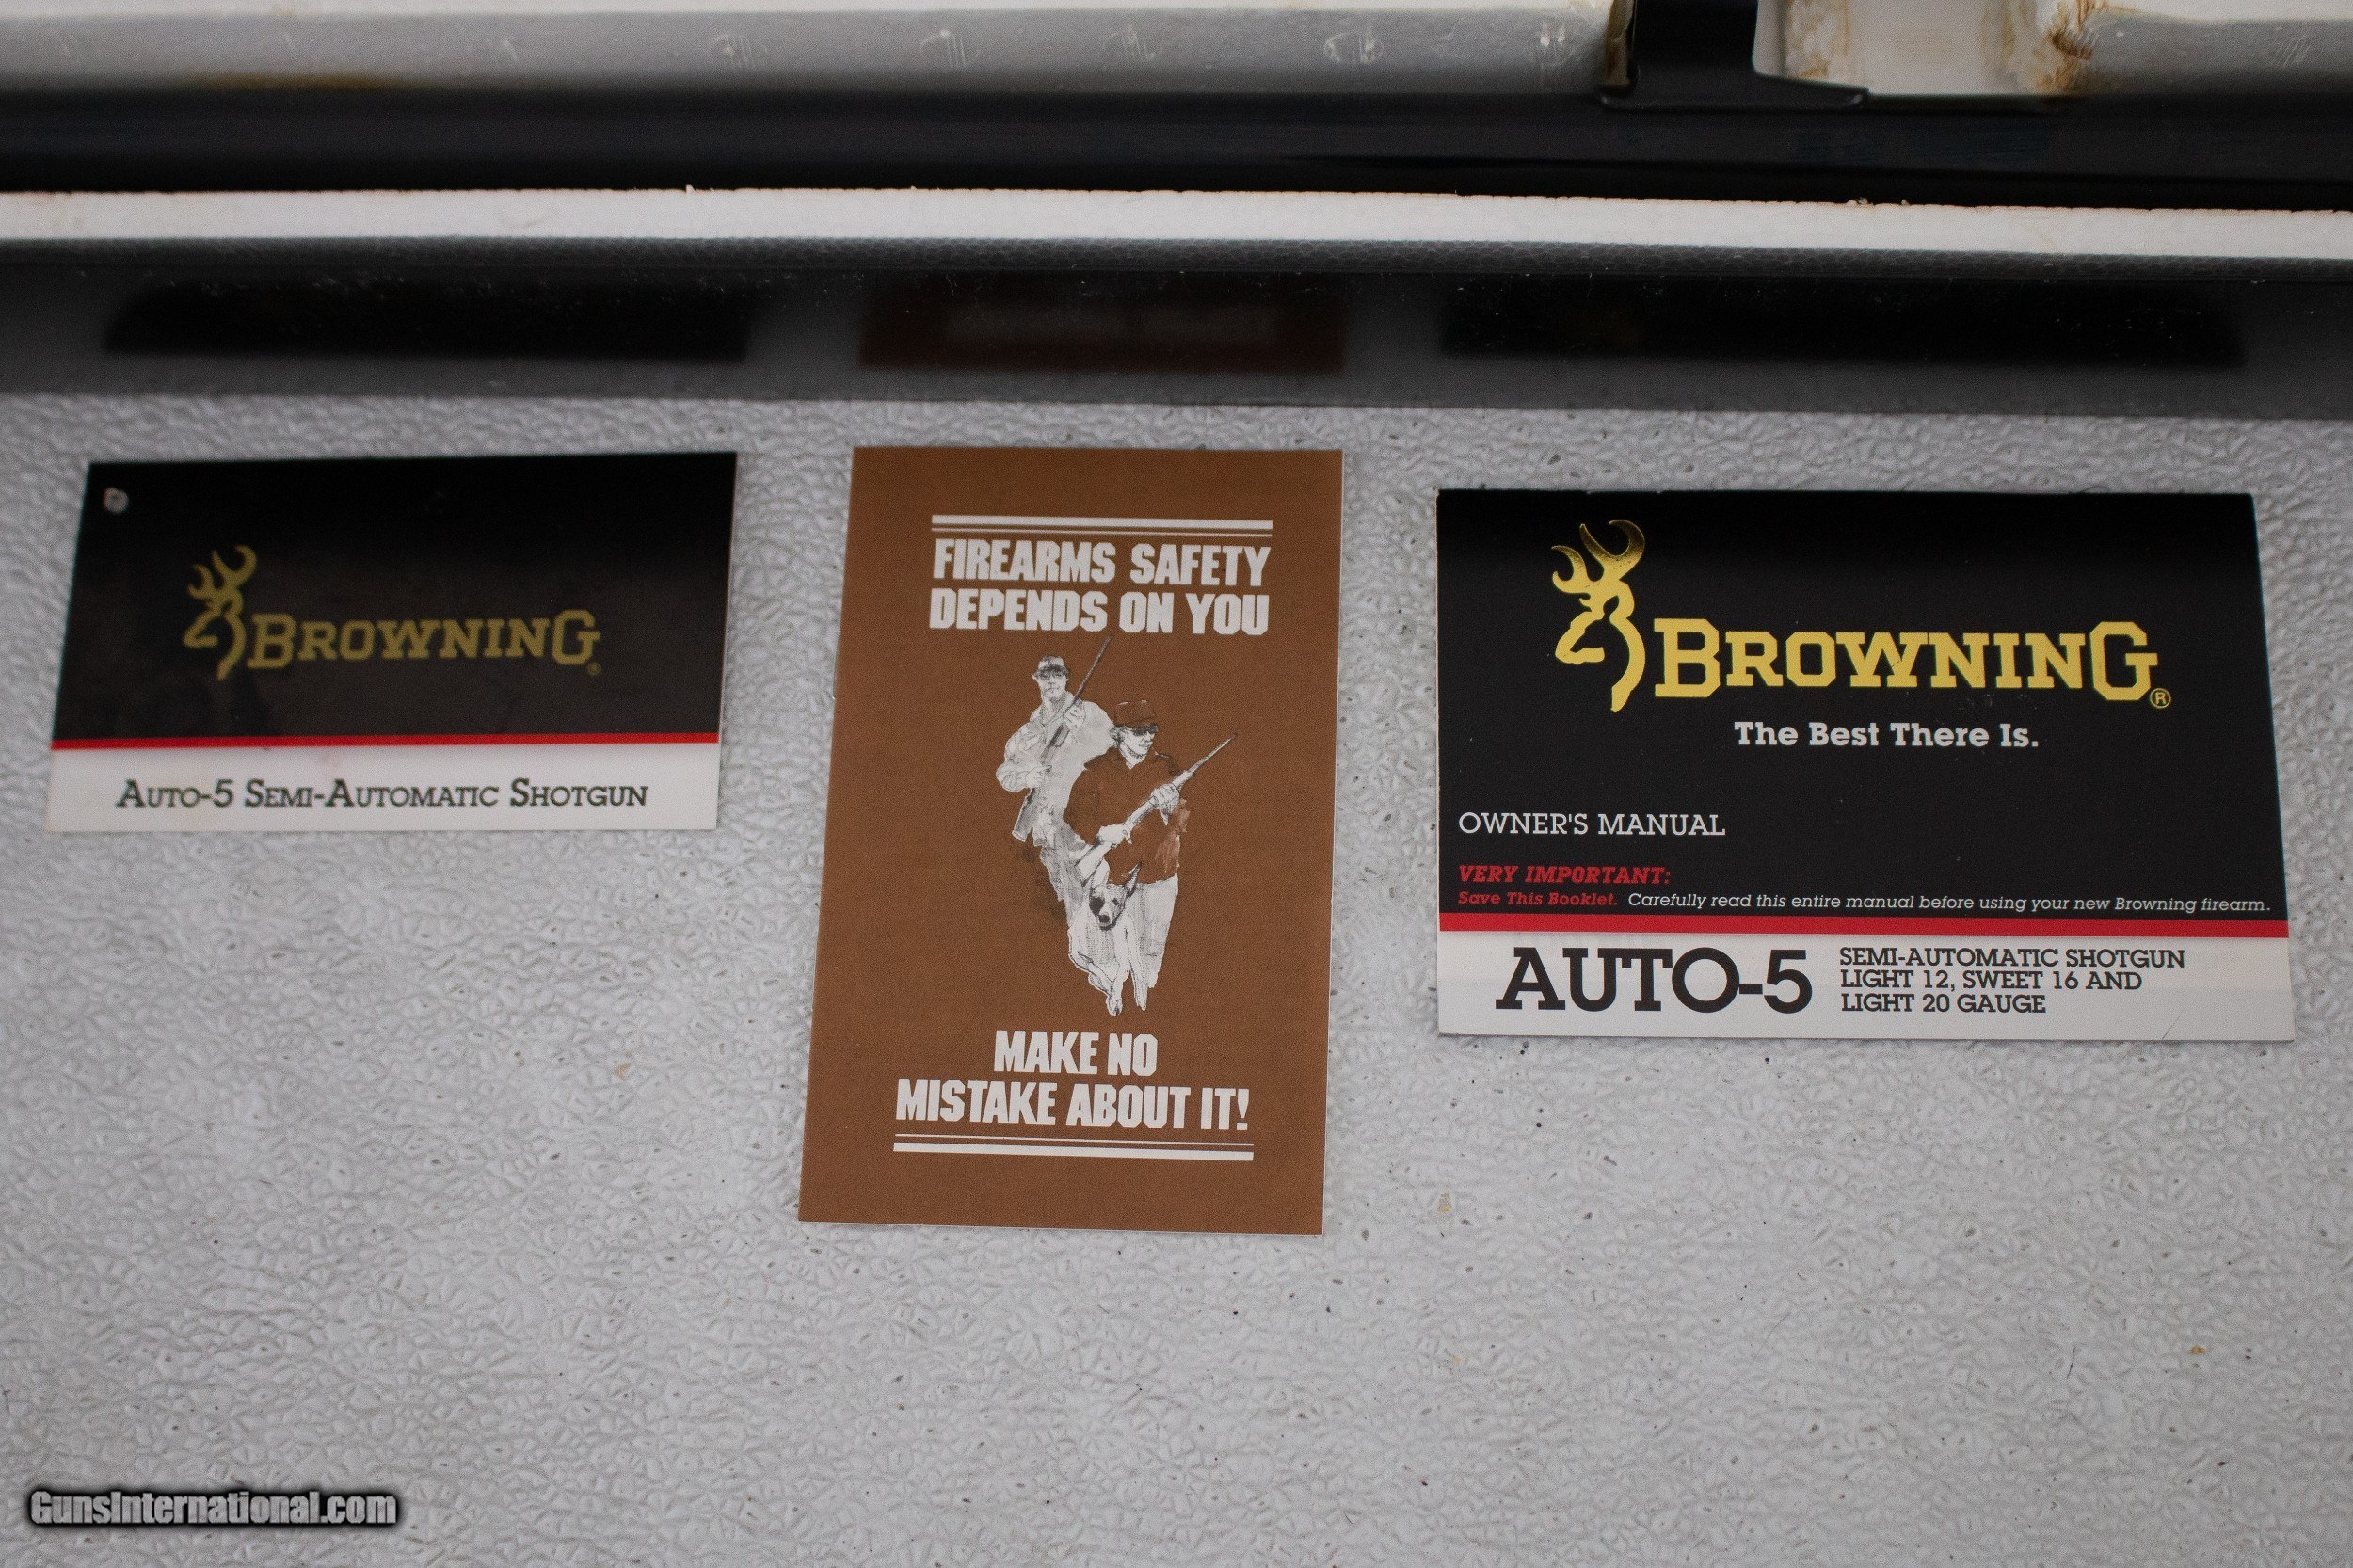 BROWNING®
AUTO-5 SEMI-AUTOMATIC SHOTGUN
FIREARMS SAFETY
DEPENDS ON YOU
MAKE NO
MISTAKE ABOUT IT!
BROWNING®
The Best There Is.
OWNER'S MANUAL
VERY IMPORTANT:
Save This Booklet. Carefully read this entire manual before using your new Browning firearm.
AUTO-5
SEMI-AUTOMATIC SHOTGUN
LIGHT 12, SWEET 16 AND
LIGHT 20 GAUGE
GunsInternational.com